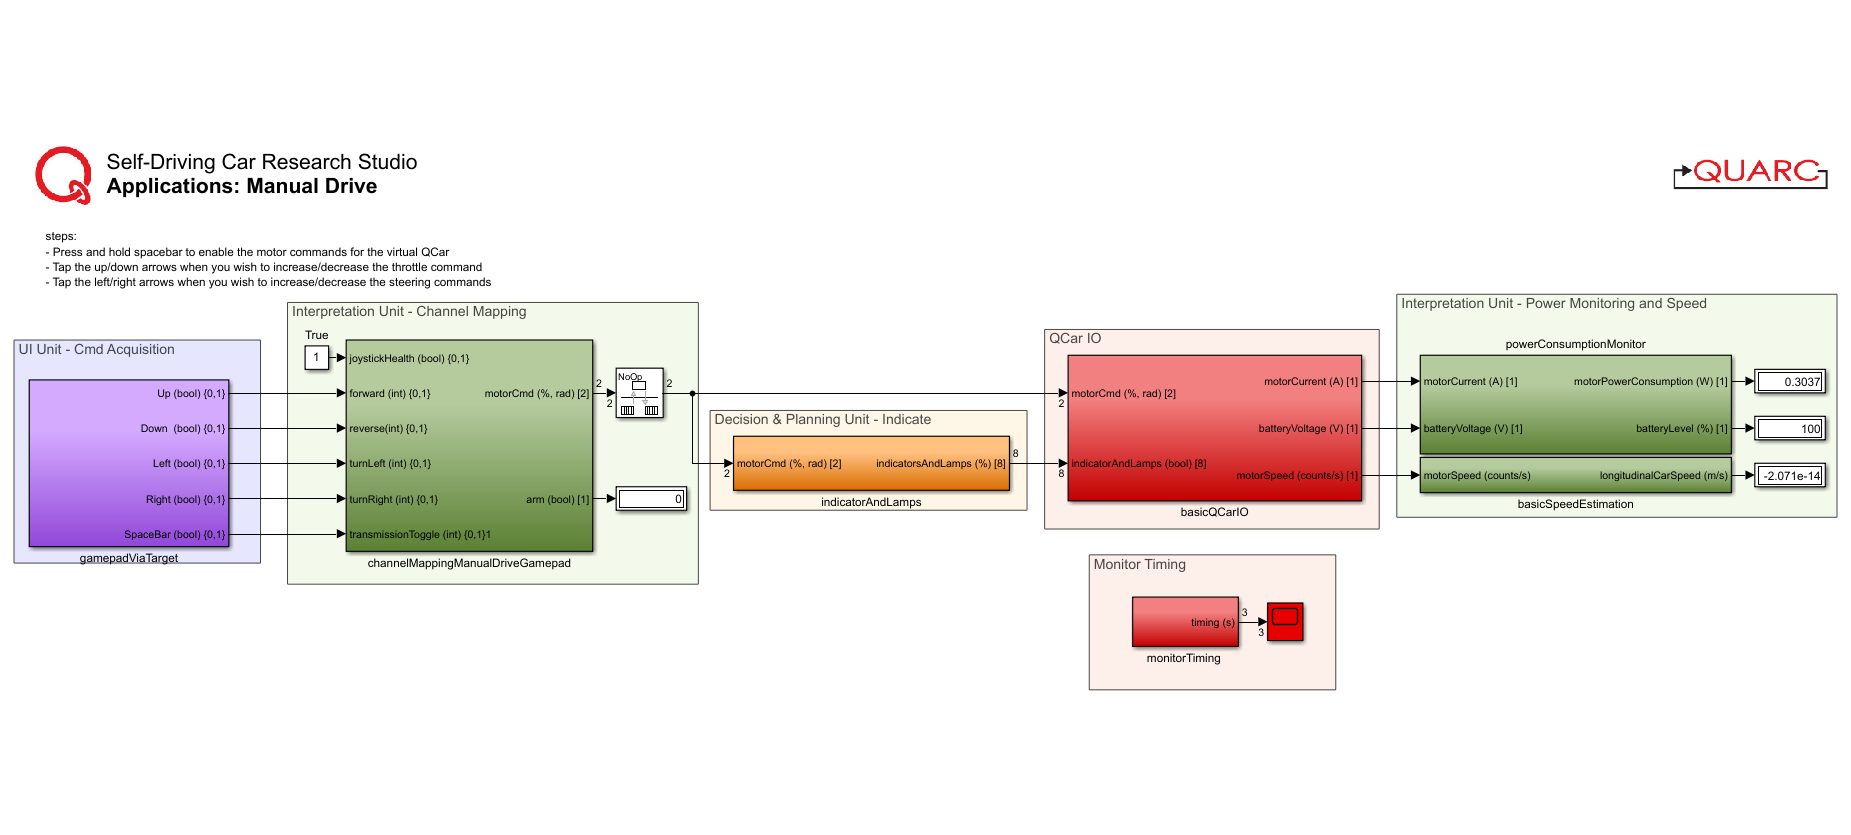 Self-Driving Car Research Studio
Applications: Manual Drive
QUARC
steps:
- Press and hold spacebar to enable the motor commands for the virtual QCar
- Tap the up/down arrows when you wish to increase/decrease the throttle command
- Tap the left/right arrows when you wish to increase/decrease the steering commands
UI Unit - Cmd Acquisition
Up (bool) {0,1}
Down  (bool) {0,1}
Left (bool) {0,1}
Right (bool) {0,1}
SpaceBar (bool) {0,1}
gamepadViaTarget
Interpretation Unit - Channel Mapping
True
1
joystickHealth (bool) {0,1}
forward (int) {0,1}
reverse(int) {0,1}
turnLeft (int) {0,1}
turnRight (int) {0,1}
transmissionToggle (int) {0,1}1
motorCmd (%, rad) [2]
arm (bool) [1]
channelMappingManualDriveGamepad
2
2
NoOp
2
0
Decision & Planning Unit - Indicate
2
motorCmd (%, rad) [2]
indicatorsAndLamps (%) [8]
8
indicatorAndLamps
QCar IO
2
8
motorCmd (%, rad) [2]
indicatorAndLamps (bool) [8]
motorCurrent (A) [1]
batteryVoltage (V) [1]
motorSpeed (counts/s) [1]
basicQCarIO
Interpretation Unit - Power Monitoring and Speed
powerConsumptionMonitor
motorCurrent (A) [1]
batteryVoltage (V) [1]
motorPowerConsumption (W) [1]
batteryLevel (%) [1]
motorSpeed (counts/s)
longitudinalCarSpeed (m/s)
basicSpeedEstimation
0.3037
100
-2.071e-14
Monitor Timing
timing (s)
3
3
monitorTiming